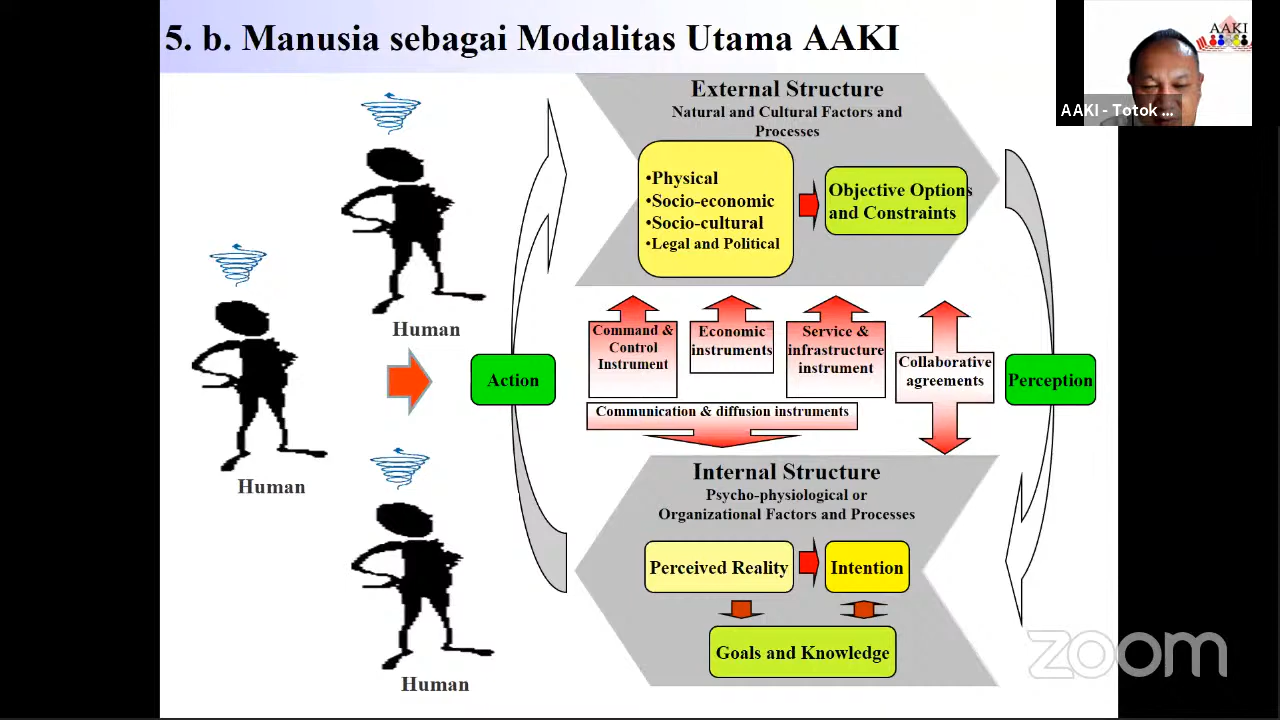 5. b. Manusia sebagai Modalitas Utama AAKI
AAKI
AAKI - Totok ...
External Structure
Natural and Cultural Factors and
Processes
•Physical
•Socio-economic
•Socio-cultural
•Legal and Political
Objective Options
and Constraints
Human
Human
Human
Action
Command &
Control
Instrument
Economic
instruments
Service &
infrastructure
instrument
Collaborative
agreements
Perception
Communication & diffusion instruments
Internal Structure
Psycho-physiological or
Organizational Factors and Processes
Perceived Reality
Intention
Goals and Knowledge
zoom